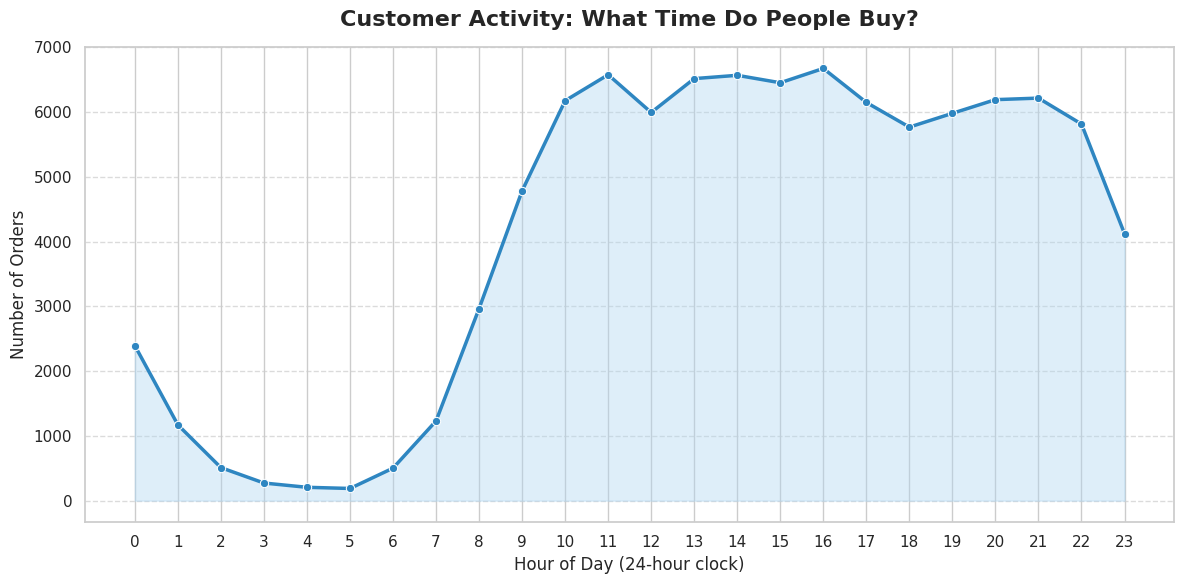 Customer Activity: What Time Do People Buy?
7000
6000
5000
4000
3000
2000
1000
0
Number of Orders
0 1 2 3 4 5 6 7 8 9 10 11 12 13 14 15 16 17 18 19 20 21 22 23
Hour of Day (24-hour clock)